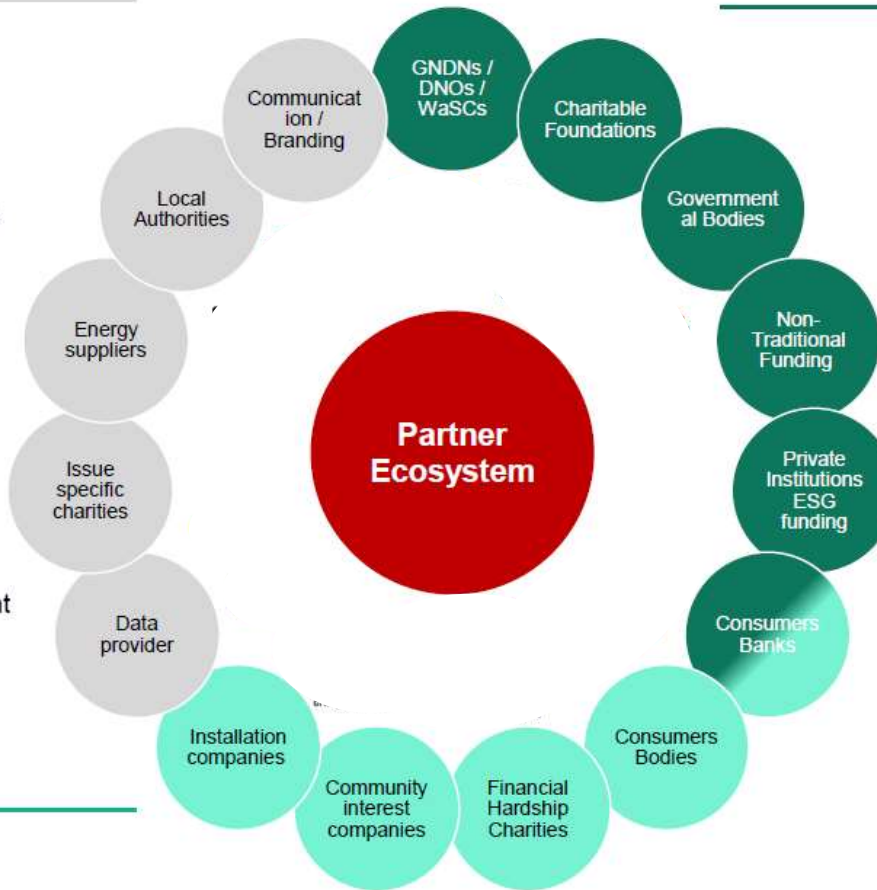 GNDNs /
DNOs /
WaSCs
Charitable
Foundations
Government
al Bodies
Non-
Traditional
Funding
Private
Institutions
ESG
funding
Consumers
Banks
Consumers
Bodies
Financial
Hardship
Charities
Community
interest
companies
Installation
companies
Data
provider
Issue
specific
charities
Energy
suppliers
Local
Authorities
Communicat
ion /
Branding
Partner
Ecosystem